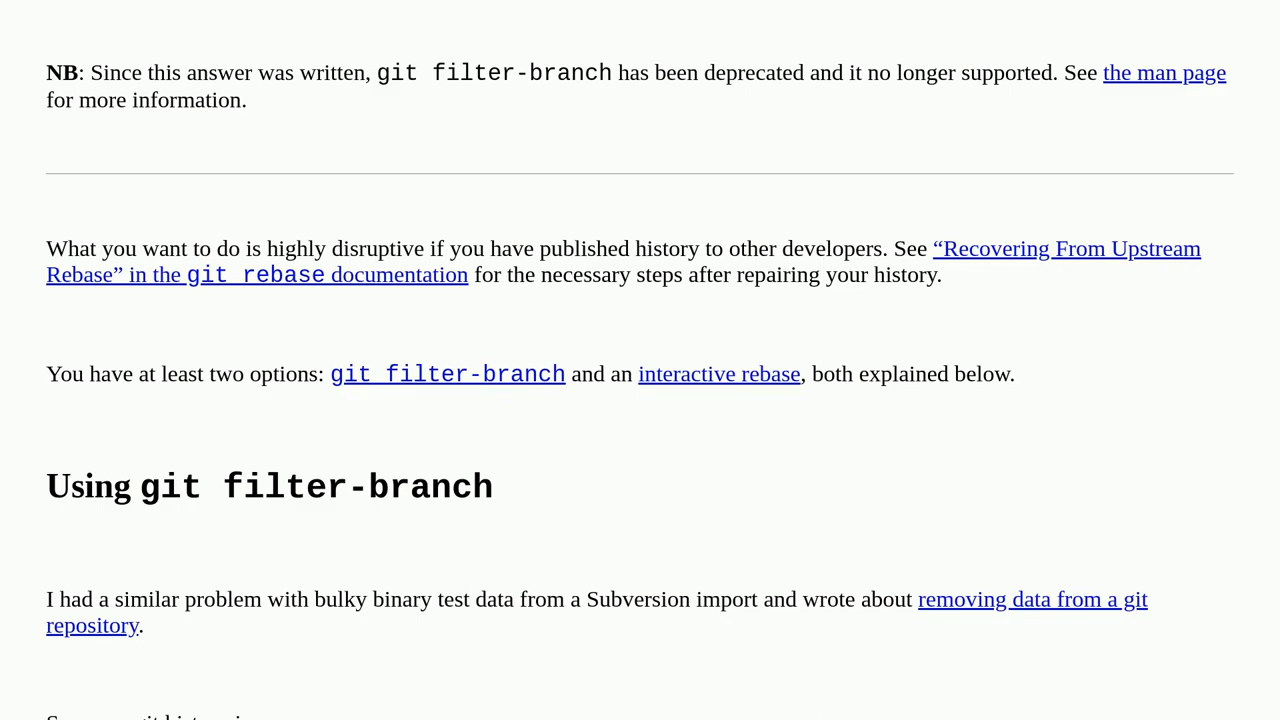 NB: Since this answer was written, git filter-branch has been deprecated and it no longer supported. See the man page
for more information.
What you want to do is highly disruptive if you have published history to other developers. See “Recovering From Upstream
Rebase” in the git rebase documentation for the necessary steps after repairing your history.
You have at least two options: git filter-branch and an interactive rebase, both explained below.
Using git filter-branch
I had a similar problem with bulky binary test data from a Subversion import and wrote about removing data from a git
repository.